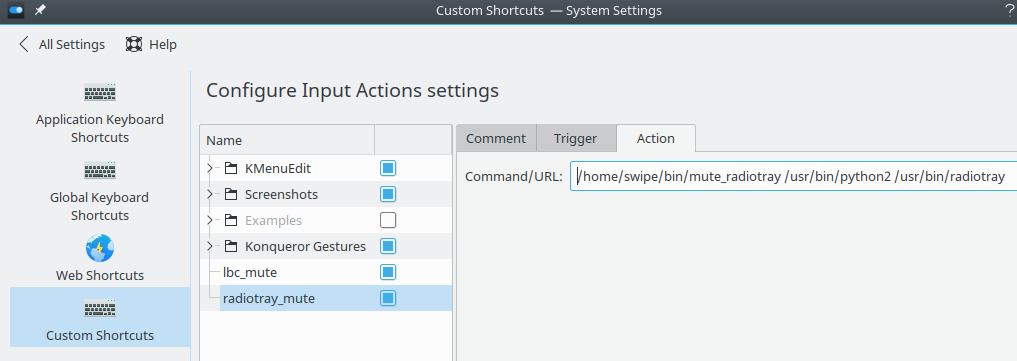 Custom Shortcuts — System Settings
?
All Settings
Help
Application Keyboard
Shortcuts
Global Keyboard
Shortcuts
Web Shortcuts
Custom Shortcuts
Configure Input Actions settings
Name
KMenuEdit
Screenshots
Examples
Konqueror Gestures
lbc_mute
radiotray_mute
Comment
Trigger
Action
Command/URL:
/home/swipe/bin/mute_radiotray /usr/bin/python2 /usr/bin/radiotray